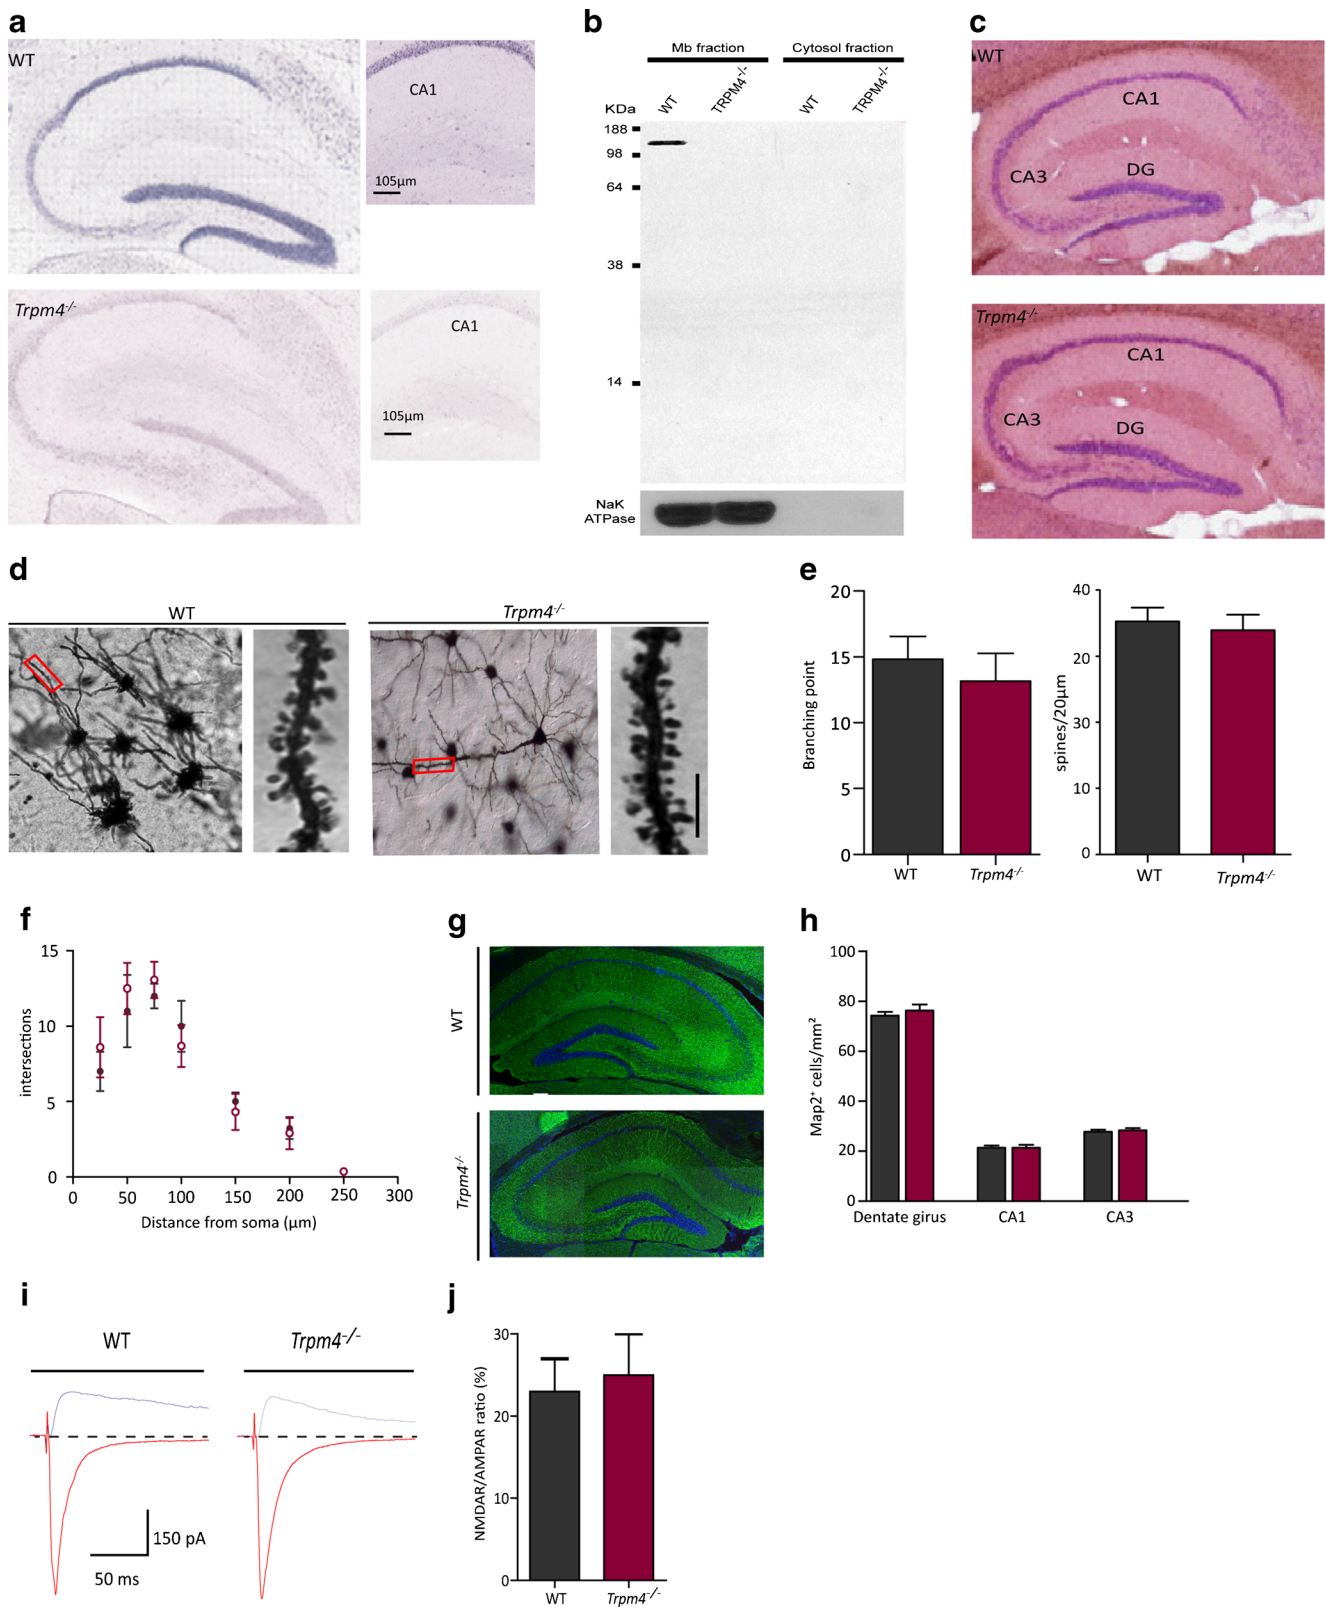 a
WT
CA1
105µm
Trpm4-/-
CA1
105µm
b
Mb fraction
Cytosol fraction
WT
TRPM4-/-
WT
TRPM4-/-
KDa
188
98
64
38
14
NaK
ATPase
c
WT
CA1
CA3
DG
Trpm4-/-
CA1
CA3
DG
d
WT
Trpm4-/-
e
Branching point
20
15
10
5
0
WT
Trpm4-/-
spines/20µm
40
20
30
10
0
WT
Trpm4-/-
f
intersections
15
10
5
0
0
50
100
150
200
250
300
Distance from soma (µm)
g
WT
Trpm4-/-
h
Map2⁺ cells/mm²
100
80
60
40
20
0
Dentate girus
CA1
CA3
i
WT
Trpm4-/-
150 pA
50 ms
j
NMDAR/AMPAR ratio (%)
30
20
10
0
WT
Trpm4-/-